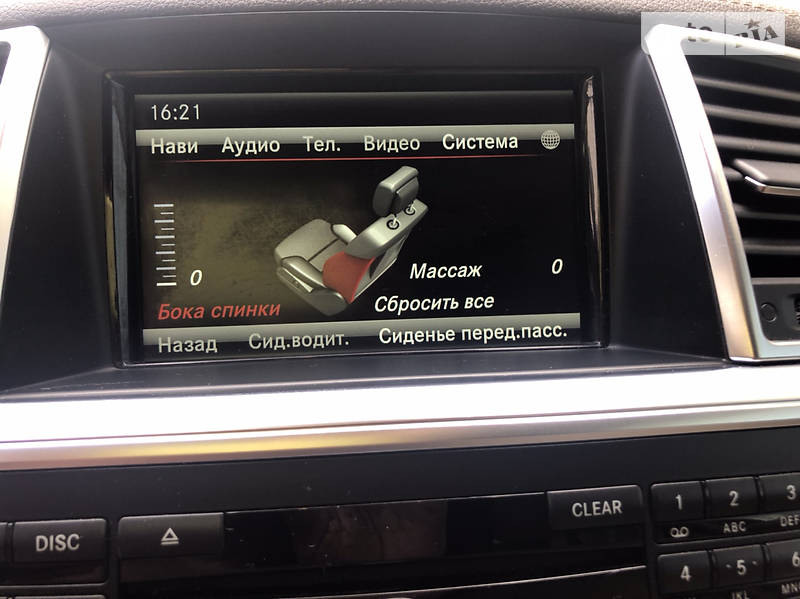 16:21
Нави Аудио Тел. Видео Система
0 Массаж 0
Бока спинки Сбросить все
Назад Сид.водит. Сиденье перед.пасс.
CLEAR 1 2 3
ABC DEF
DISC
4 5 6